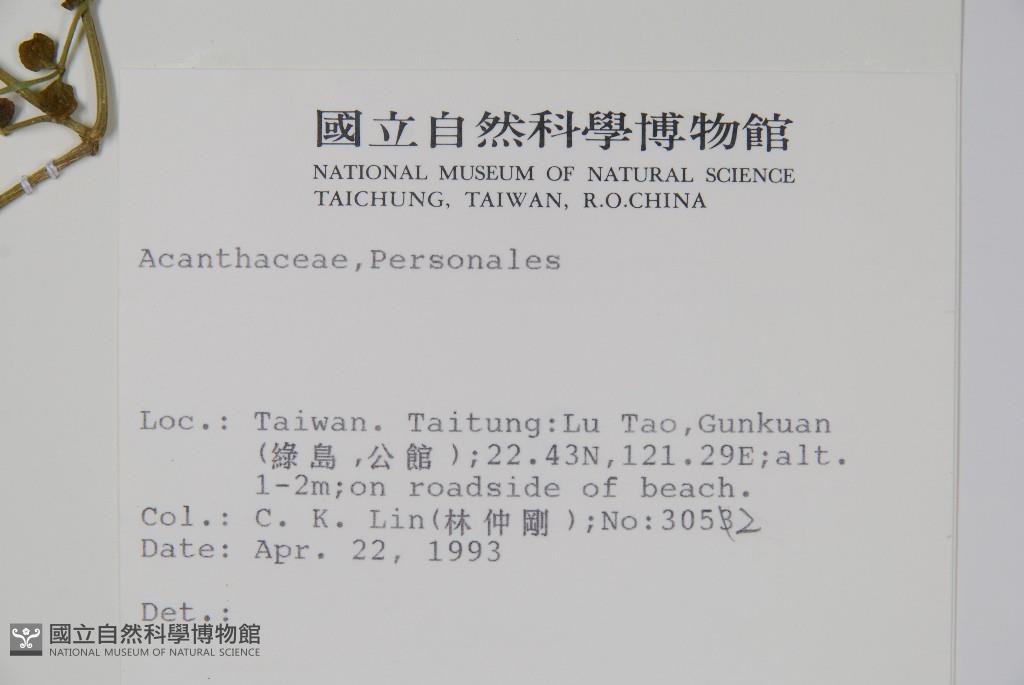 國立自然科學博物館
NATIONAL MUSEUM OF NATURAL SCIENCE
TAICHUNG, TAIWAN, R.O.CHINA
Acanthaceae,Personales
Loc.: Taiwan. Taitung:Lu Tao,Gunkuan
(綠島,公館);22.43N,121.29E;alt.
1-2m;on roadside of beach.
Col.: C. K. Lin(林仲剛);No:
Date: Apr. 22, 1993
Det.:
國立自然科學博物館
NATIONAL MUSEUM OF NATURAL SCIENCE